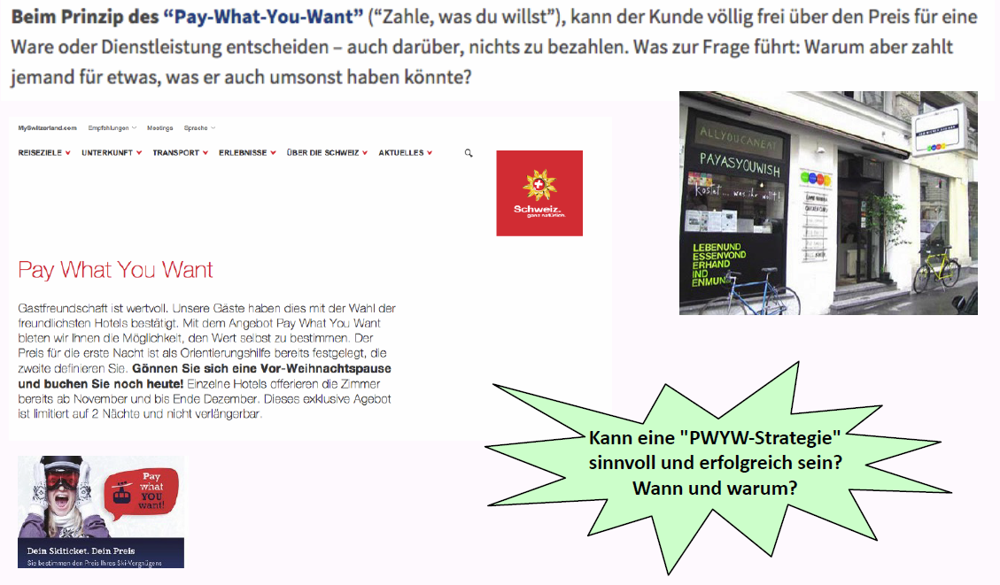 Beim Prinzip des “Pay-What-You-Want” (“Zahle, was du willst”), kann der Kunde völlig frei über den Preis für eine
Ware oder Dienstleistung entscheiden – auch darüber, nichts zu bezahlen. Was zur Frage führt: Warum aber zahlt
jemand für etwas, was er auch umsonst haben könnte?
MySwitzerland.com Empfehlungen Meetings Sprache
REISEZIELE UNTERKUNFT TRANSPORT ERLEBNISSE ÜBER DIE SCHWEIZ AKTUELLES
Schweiz.
ganz natürlich.
ALLYOUCANEAT
PAYASYOUWISH
kostet ... was ihr wollt!
LEBENUND
ESSENVOND
ERHAND
IND
ENMUND
Pay What You Want
Gastfreundschaft ist wertvoll. Unsere Gäste haben dies mit der Wahl der
freundlichsten Hotels bestätigt. Mit dem Angebot Pay What You Want
bieten wir Ihnen die Möglichkeit, den Wert selbst zu bestimmen. Der
Preis für die erste Nacht ist als Orientierungshilfe bereits festgelegt, die
zweite definieren Sie. Gönnen Sie sich eine Vor-Weihnachtspause
und buchen Sie noch heute! Einzelne Hotels offerieren die Zimmer
bereits ab November und bis Ende Dezember. Dieses exklusive Agebot
ist limitiert auf 2 Nächte und nicht verlängerbar.
Kann eine "PWYW-Strategie"
sinnvoll und erfolgreich sein?
Wann und warum?
Pay
what
YOU
want!
Dein Skiticket. Dein Preis
Sie bestimmen den Preis Ihres Ski-Vergnügens